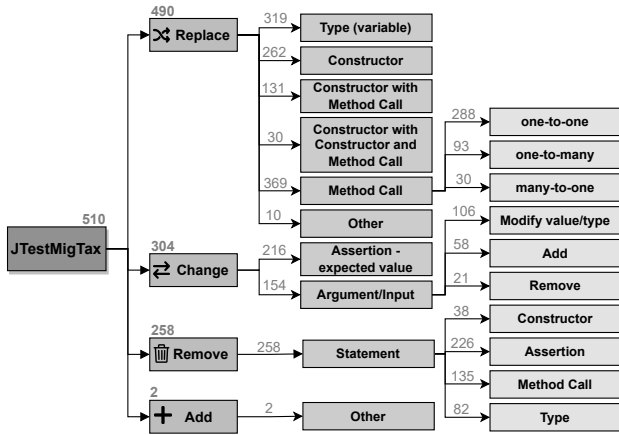 JTestMigTax
510
490
Replace
319
Type (variable)
262
Constructor
131
Constructor with
Method Call
30
Constructor with
Constructor and
Method Call
369
Method Call
288
one-to-one
93
one-to-many
30
many-to-one
10
Other
304
Change
216
Assertion -
expected value
154
Argument/Input
106
Modify value/type
58
Add
21
Remove
258
Remove
258
Statement
38
Constructor
226
Assertion
135
Method Call
82
Type
2
Add
2
Other